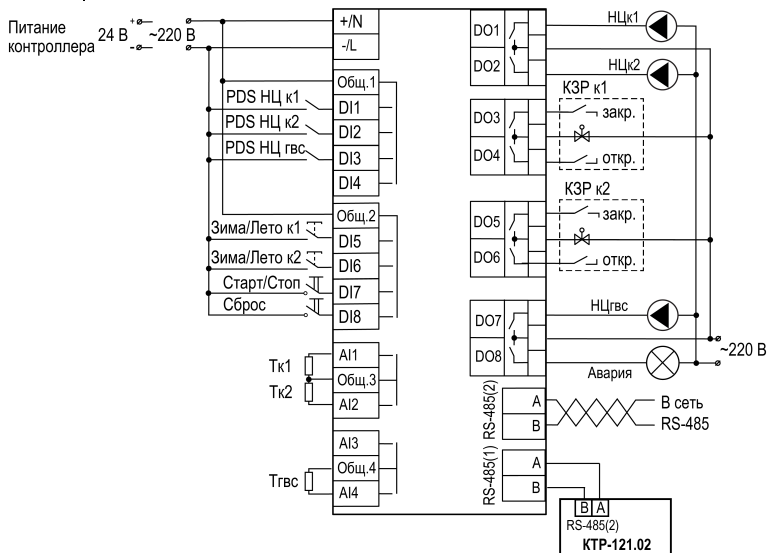 Питание
контроллера
24 В
~220 В
+
-
+/N
-/L
Общ.1
PDS НЦ к1
DI1
PDS НЦ к2
DI2
PDS НЦ гвс
DI3
DI4
Общ.2
Зима/Лето к1
DI5
Зима/Лето к2
DI6
Старт/Стоп
DI7
Сброс
DI8
Тк1
AI1
Общ.3
Тк2
AI2
AI3
Общ.4
Тгвс
AI4
DO1
НЦк1
DO2
НЦк2
КЗР к1
DO3
закр.
DO4
откр.
КЗР к2
DO5
закр.
DO6
откр.
DO7
НЦгвс
DO8
Авария
~220 В
RS-485(2)
A
B
В сеть
RS-485
RS-485(1)
A
B
B A
RS-485(2)
КТР-121.02